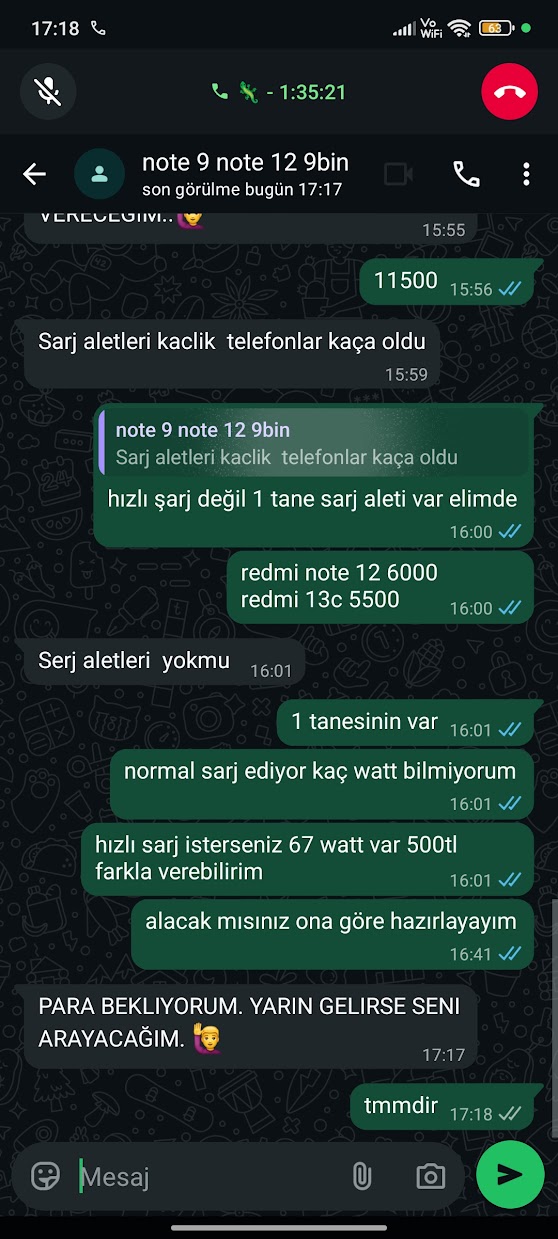 17:18
Vo
WiFi
63
- 1:35:21
note 9 note 12 9bin
son görülme bugün 17:17
VERECEĞİM..
15:55
11500 15:56
Sarj aletleri kaclik telefonlar kaça oldu
15:59
note 9 note 12 9bin
Sarj aletleri kaclik telefonlar kaça oldu
hızlı şarj değil 1 tane sarj aleti var elimde
16:00
redmi note 12 6000
redmi 13c 5500 16:00
Serj aletleri yokmu 16:01
1 tanesinin var 16:01
normal sarj ediyor kaç watt bilmiyorum
16:01
hızlı sarj isterseniz 67 watt var 500tl
farkla verebilirim 16:01
alacak mısınız ona göre hazırlayayım
16:41
PARA BEKLIYORUM. YARIN GELIRSE SENI
ARAYACAĞIM.
17:17
tmmdir 17:18
Mesaj